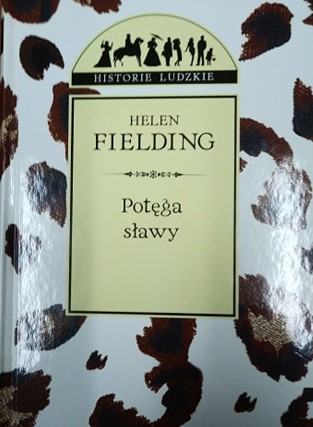 HISTORIE LUDZKIE
HELEN
FIELDING
Potęga
sławy